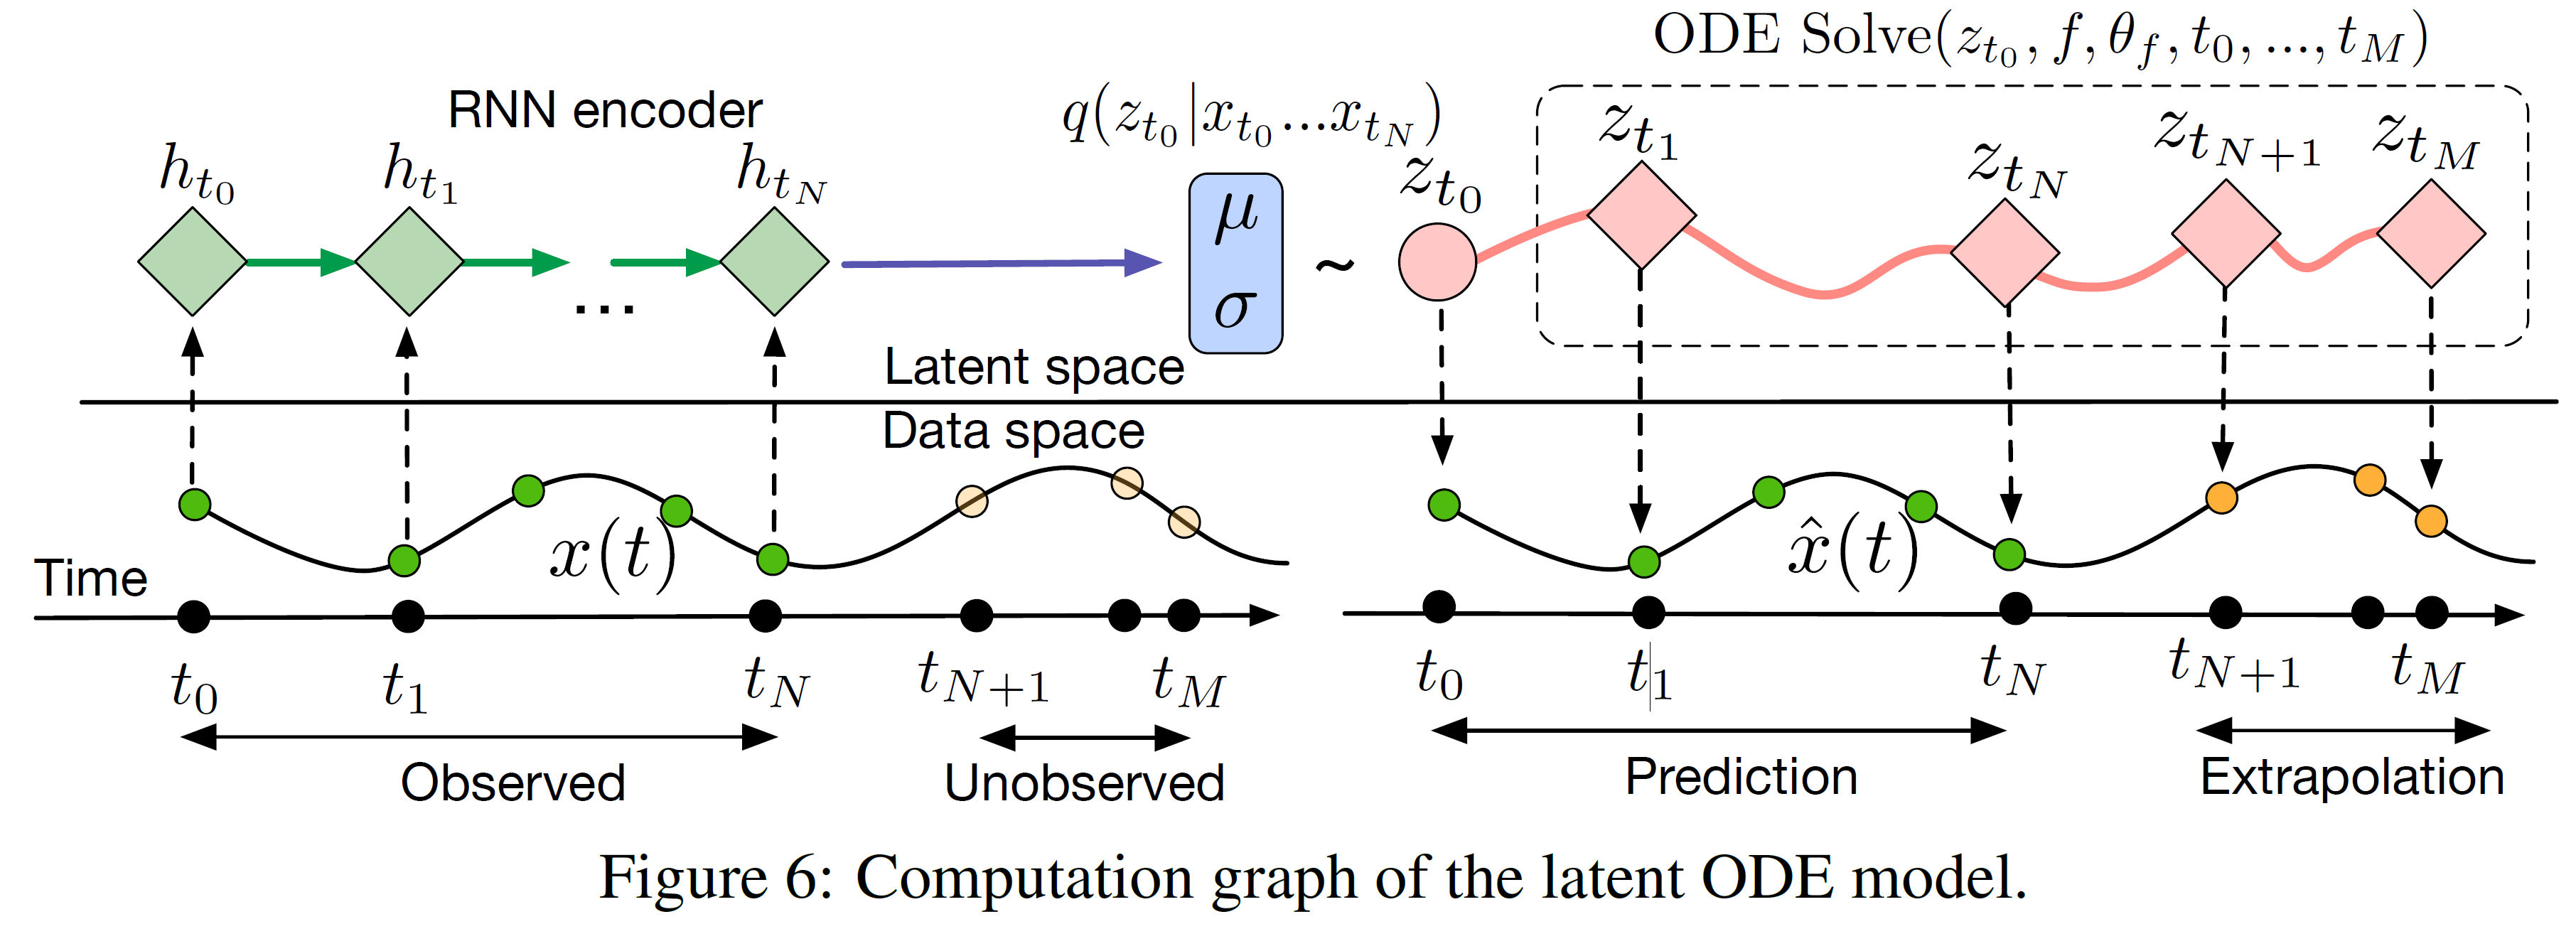 ODE Solve(z_{t_0}, f, θ_f, t_0, ..., t_M)
RNN encoder
q(z_{t_0}|x_{t_0}...x_{t_N})
h_{t_0} h_{t_1} h_{t_N}
z_{t_0} z_{t_1} z_{t_N} z_{t_{N+1}} z_{t_M}
...
μ
σ
~
Latent space
Data space
x(t)
x̂(t)
Time
t_0 t_1 t_N t_{N+1} t_M
t_0 t_1 t_N t_{N+1} t_M
Observed Unobserved
Prediction Extrapolation
Figure 6: Computation graph of the latent ODE model.